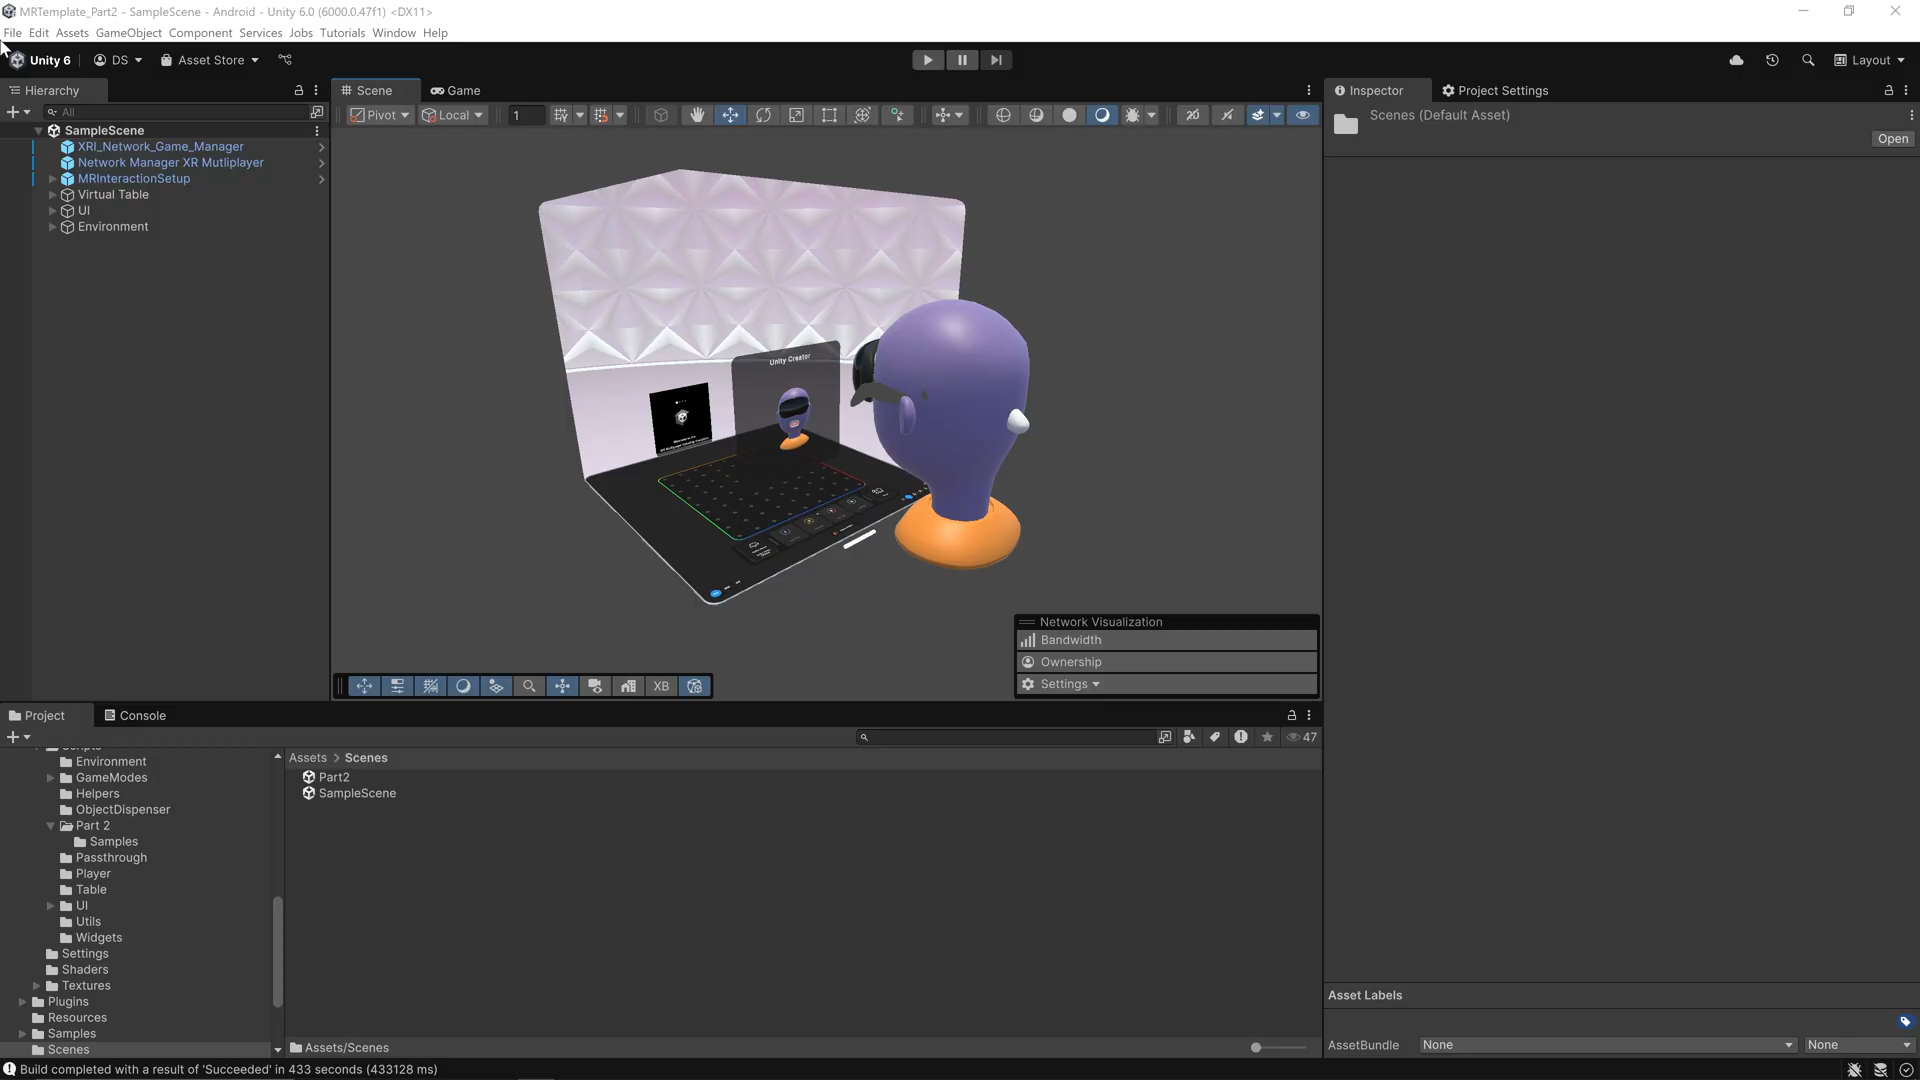 MRTemplate_Part2 - SampleScene - Android - Unity 6.0 (6000.0.47f1) <DX11>
File Edit Assets GameObject Component Services Jobs Tutorials Window Help
Unity 6 DS Asset Store Layout
Hierarchy Scene Game Inspector Project Settings
All Pivot Local 1 Scenes (Default Asset)
Open
SampleScene
XRI_Network_Game_Manager
Network Manager XR Mutliplayer
MRInteractionSetup
Virtual Table
UI
Environment
Unity Creator
Network Visualization
Bandwidth
Ownership
XB Settings
Project Console
47
Assets > Scenes
Environment
Part2
GameModes
SampleScene
Helpers
ObjectDispenser
Part 2
Samples
Passthrough
Player
Table
UI
Utils
Widgets
Settings
Shaders
Textures
Asset Labels
Plugins
Resources
Samples
Scenes
Assets/Scenes
AssetBundle None None
Build completed with a result of 'Succeeded' in 433 seconds (433128 ms)